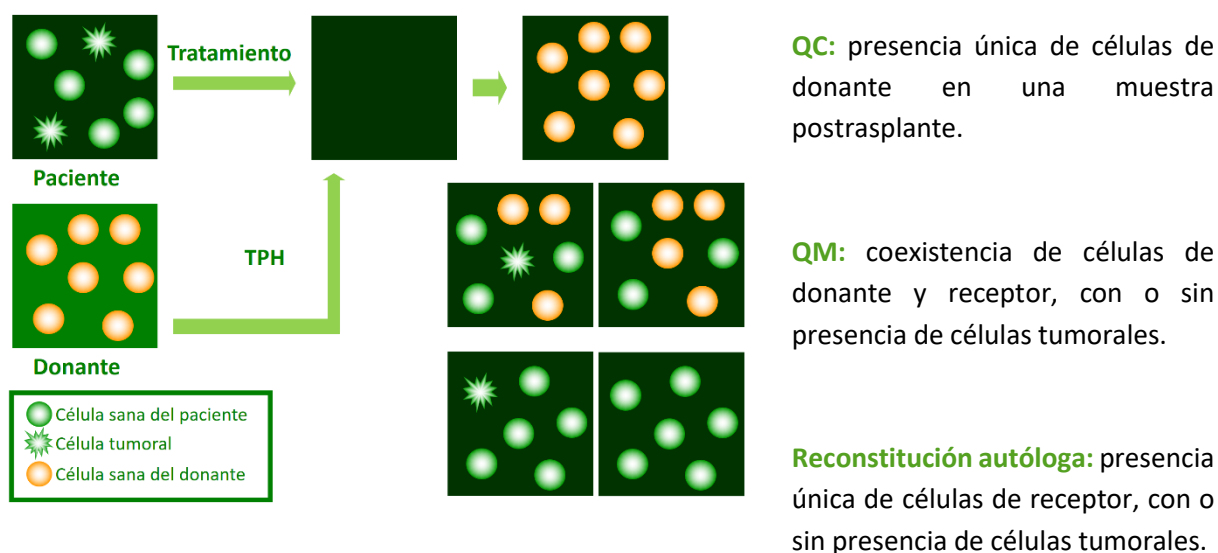 Tratamiento
Paciente
TPH
Donante
Célula sana del paciente
Célula tumoral
Célula sana del donante
QC: presencia única de células de
donante en una muestra
postrasplante.
QM: coexistencia de células de
donante y receptor, con o sin
presencia de células tumorales.
Reconstitución autóloga: presencia
única de células de receptor, con o
sin presencia de células tumorales.